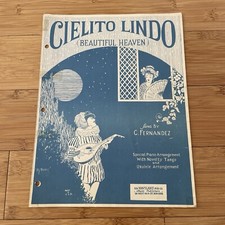 CIELITO LINDO
(BEAUTIFUL HEAVEN)
C. FERNANDEZ
Special Piano Arrangement
With Novelty Tango
and
Ukulele Arrangement